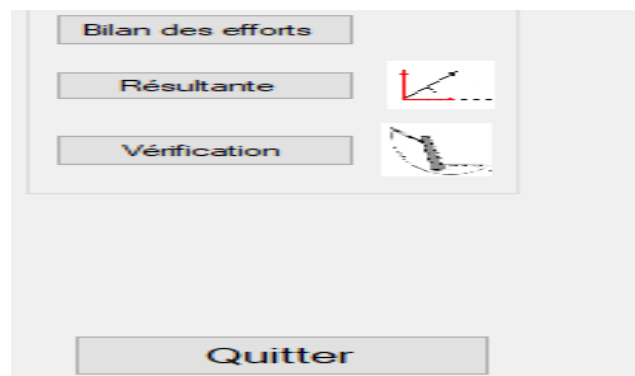 Bilan des efforts
Résultante
Vérification
Quitter